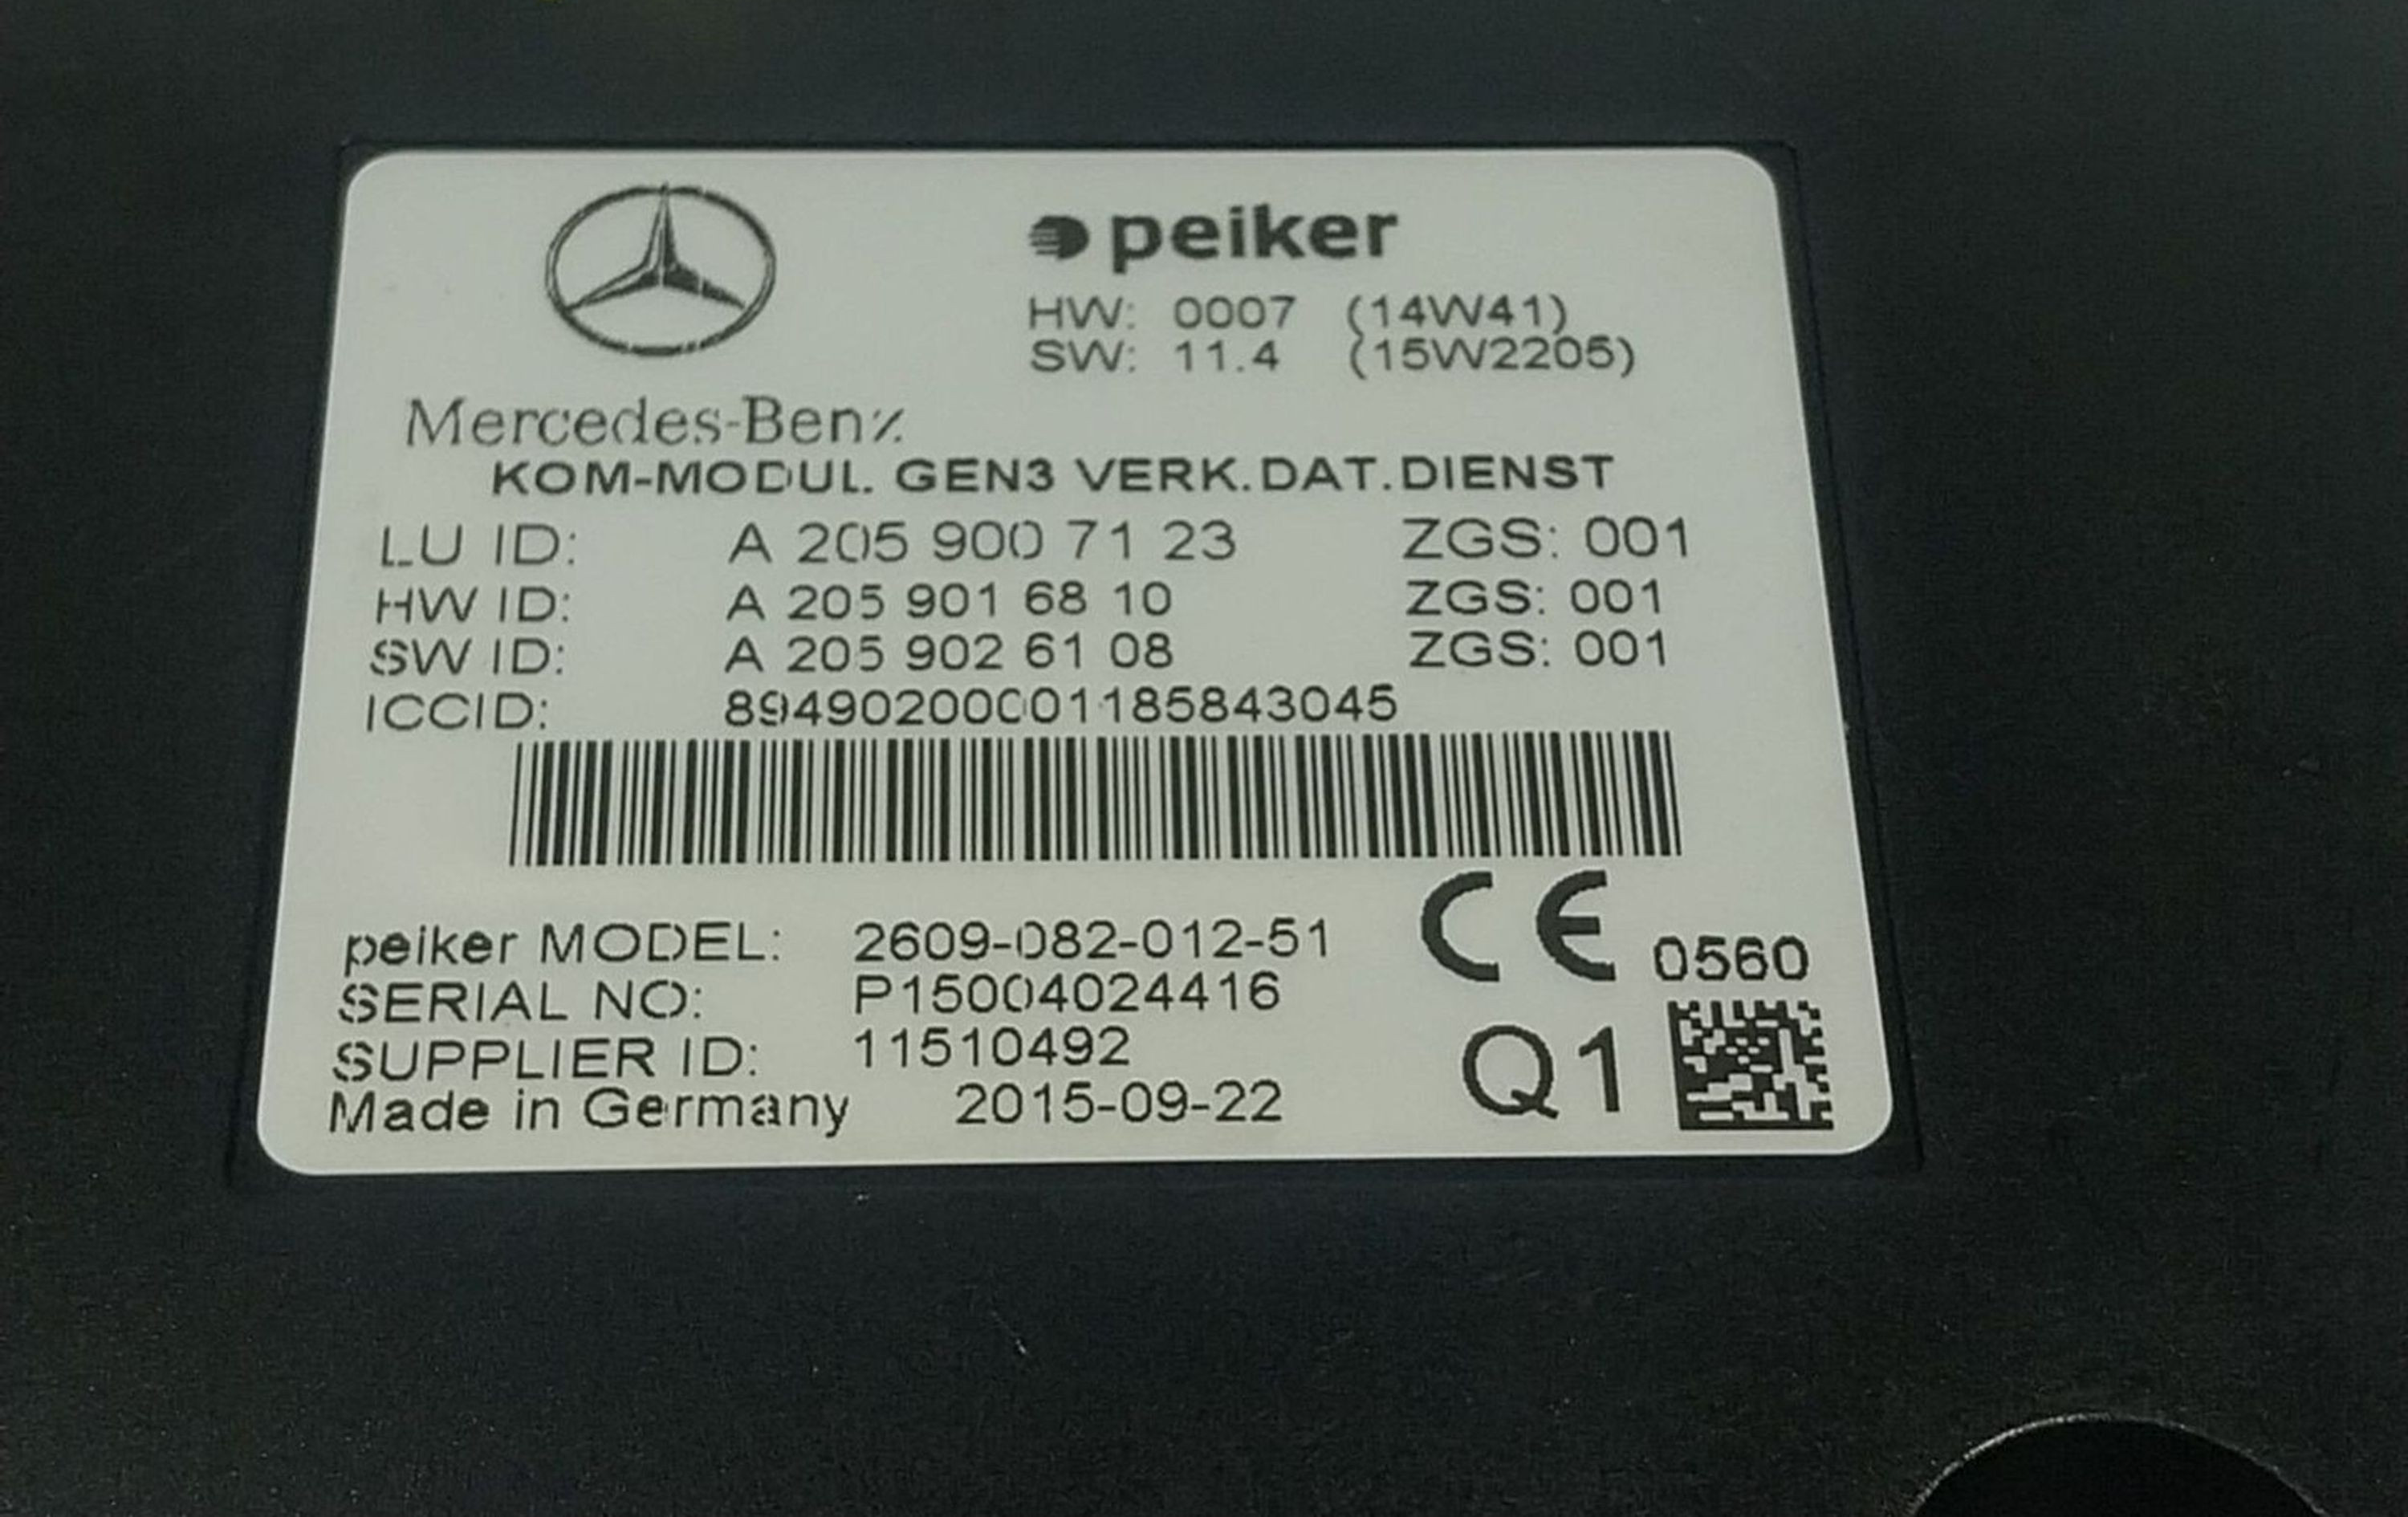 peiker
HW: 0007 (14W41)
SW: 11.4 (15W2205)
Mercedes-Benz
KOM-MODUL. GEN3 VERK.DAT.DIENST
LU ID: A 205 900 71 23 ZGS: 001
HW ID: A 205 901 68 10 ZGS: 001
SW ID: A 205 902 61 08 ZGS: 001
ICCID: 89490200001185843045
peiker MODEL: 2609-082-012-51
CE 0560
SERIAL NO: P15004024416
SUPPLIER ID: 11510492
Q1
Made in Germany 2015-09-22